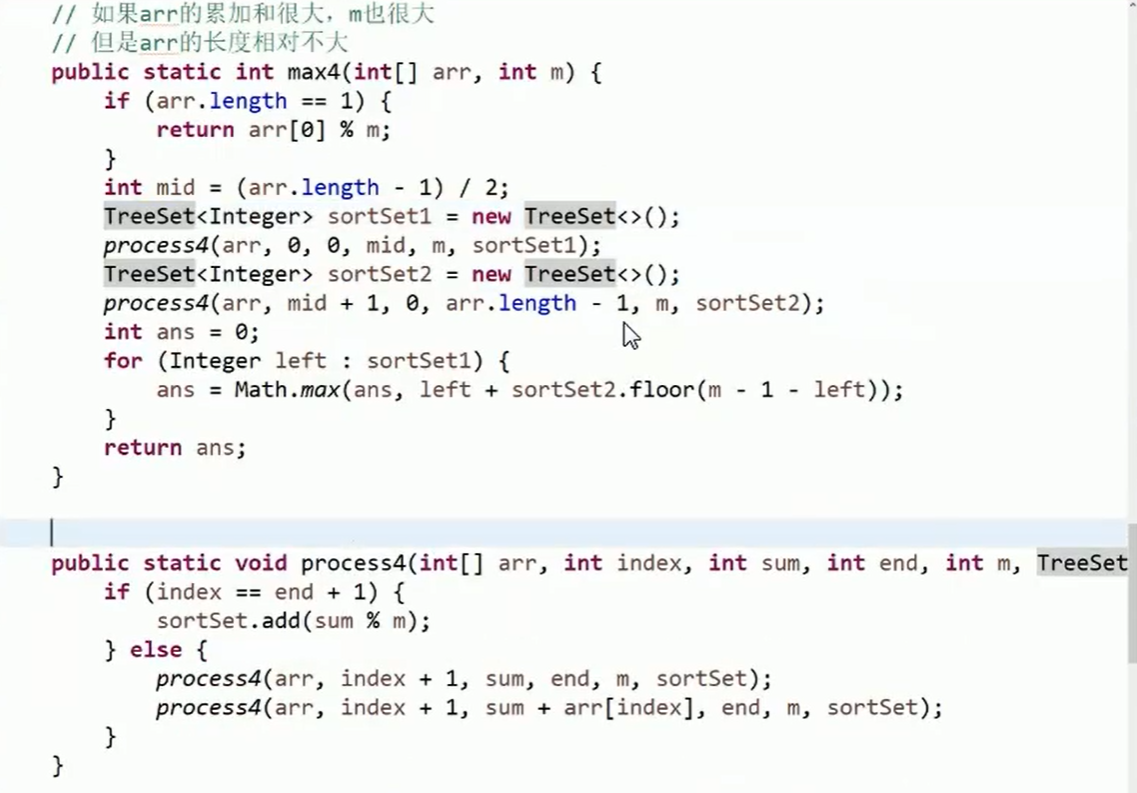 // 如果arr的累加和很大，m也很大
// 但是arr的长度相对不大
public static int max4(int[] arr, int m) {
    if (arr.length == 1) {
        return arr[0] % m;
    }
    int mid = (arr.length - 1) / 2;
    TreeSet<Integer> sortSet1 = new TreeSet<>();
    process4(arr, 0, 0, mid, m, sortSet1);
    TreeSet<Integer> sortSet2 = new TreeSet<>();
    process4(arr, mid + 1, 0, arr.length - 1, m, sortSet2);
    int ans = 0;
    for (Integer left : sortSet1) {
        ans = Math.max(ans, left + sortSet2.floor(m - 1 - left));
    }
    return ans;
}
public static void process4(int[] arr, int index, int sum, int end, int m, TreeSet
    if (index == end + 1) {
        sortSet.add(sum % m);
    } else {
        process4(arr, index + 1, sum, end, m, sortSet);
        process4(arr, index + 1, sum + arr[index], end, m, sortSet);
    }
}